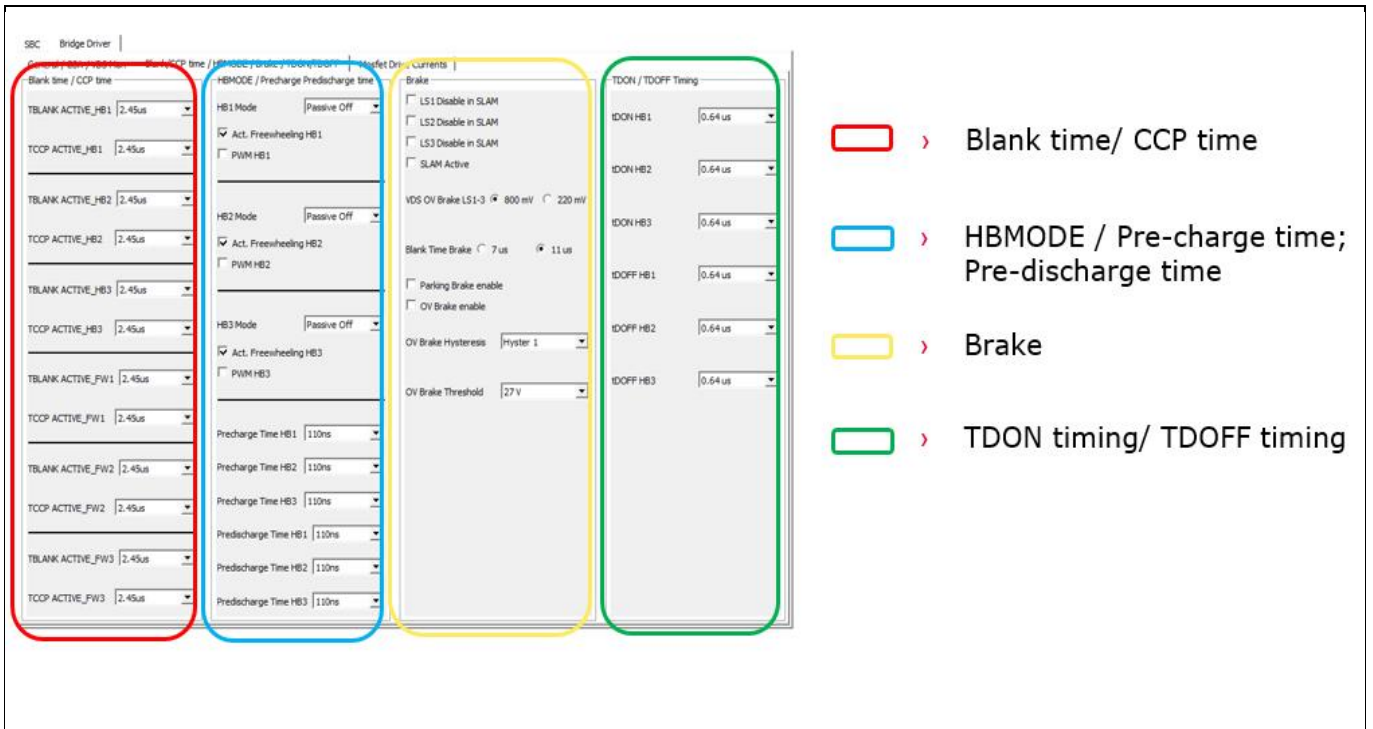 SBC Bridge Driver
Blank/CCP time / HBMODE / Brake / TDON/TDOFF Mosfet Drive Currents
Blank time / CCP time
TBLANK ACTIVE_HB1 2.45us
TCCP ACTIVE_HB1 2.45us
TBLANK ACTIVE_HB2 2.45us
TCCP ACTIVE_HB2 2.45us
TBLANK ACTIVE_HB3 2.45us
TCCP ACTIVE_HB3 2.45us
TBLANK ACTIVE_FW1 2.45us
TCCP ACTIVE_FW1 2.45us
TBLANK ACTIVE_FW2 2.45us
TCCP ACTIVE_FW2 2.45us
TBLANK ACTIVE_FW3 2.45us
TCCP ACTIVE_FW3 2.45us
HBMODE / Precharge Predischarge time
HB1 Mode Passive Off
Act. Freewheeling HB1
PWM HB1
HB2 Mode Passive Off
Act. Freewheeling HB2
PWM HB2
HB3 Mode Passive Off
Act. Freewheeling HB3
PWM HB3
Precharge Time HB1 110ns
Precharge Time HB2 110ns
Precharge Time HB3 110ns
Predischarge Time HB1 110ns
Predischarge Time HB2 110ns
Predischarge Time HB3 110ns
Brake
LS1 Disable in SLAM
LS2 Disable in SLAM
LS3 Disable in SLAM
SLAM Active
VDS OV Brake LS1-3 800 mV 220 mV
Blank Time Brake 7 us 11 us
Parking Brake enable
OV Brake enable
OV Brake Hysteresis Hyster 1
OV Brake Threshold 27 V
TDON / TDOFF Timing
tDON HB1 0.64 us
tDON HB2 0.64 us
tDON HB3 0.64 us
tDOFF HB1 0.64 us
tDOFF HB2 0.64 us
tDOFF HB3 0.64 us
› Blank time/ CCP time
› HBMODE / Pre-charge time;
Pre-discharge time
› Brake
› TDON timing/ TDOFF timing